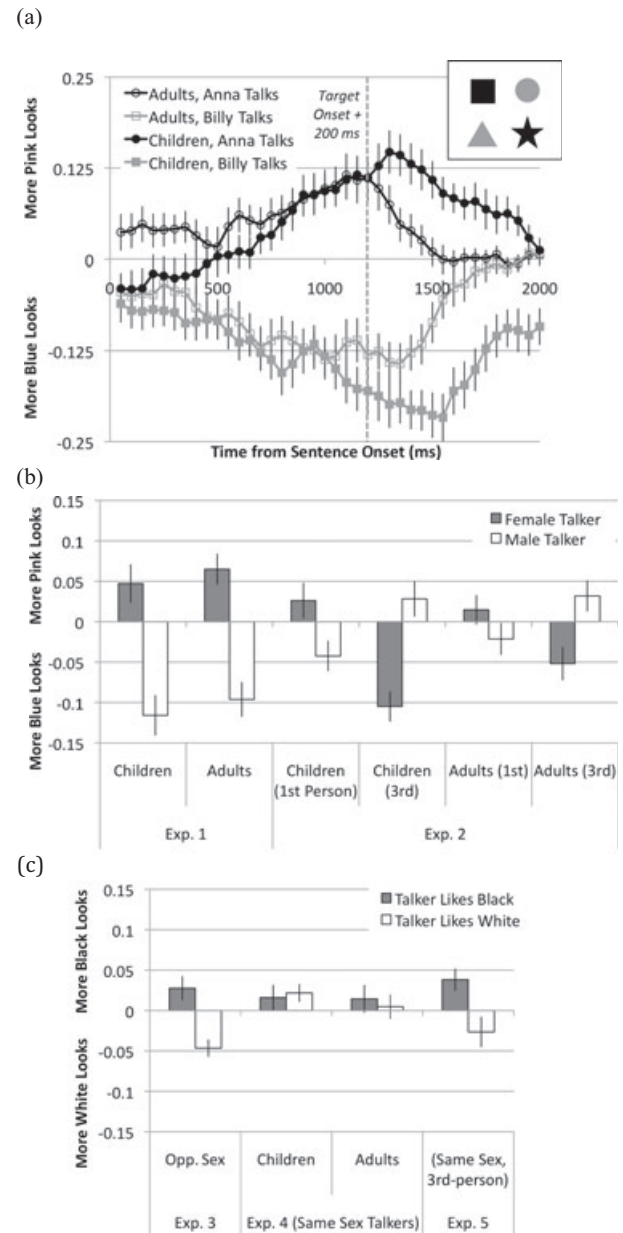 (a)
0.25
Adults, Anna Talks
Adults, Billy Talks
Children, Anna Talks
Children, Billy Talks
Target
Onset +
200 ms
0.125
0
-0.125
-0.25
0 500 1000 1500 2000
More Pink Looks
More Blue Looks
Time from Sentence Onset (ms)
(b)
0.15
0.1
0.05
0
-0.05
-0.1
-0.15
More Pink Looks
More Blue Looks
Female Talker
Male Talker
Children
Adults
Children
(1st Person)
Children
(3rd)
Adults (1st)
Adults (3rd)
Exp. 1
Exp. 2
(c)
0.15
0.1
0.05
0
-0.05
-0.1
-0.15
More Black Looks
More White Looks
Talker Likes Black
Talker Likes White
Opp. Sex
Children
Adults
(Same Sex,
3rd-person)
Exp. 3
Exp. 4 (Same Sex Talkers)
Exp. 5